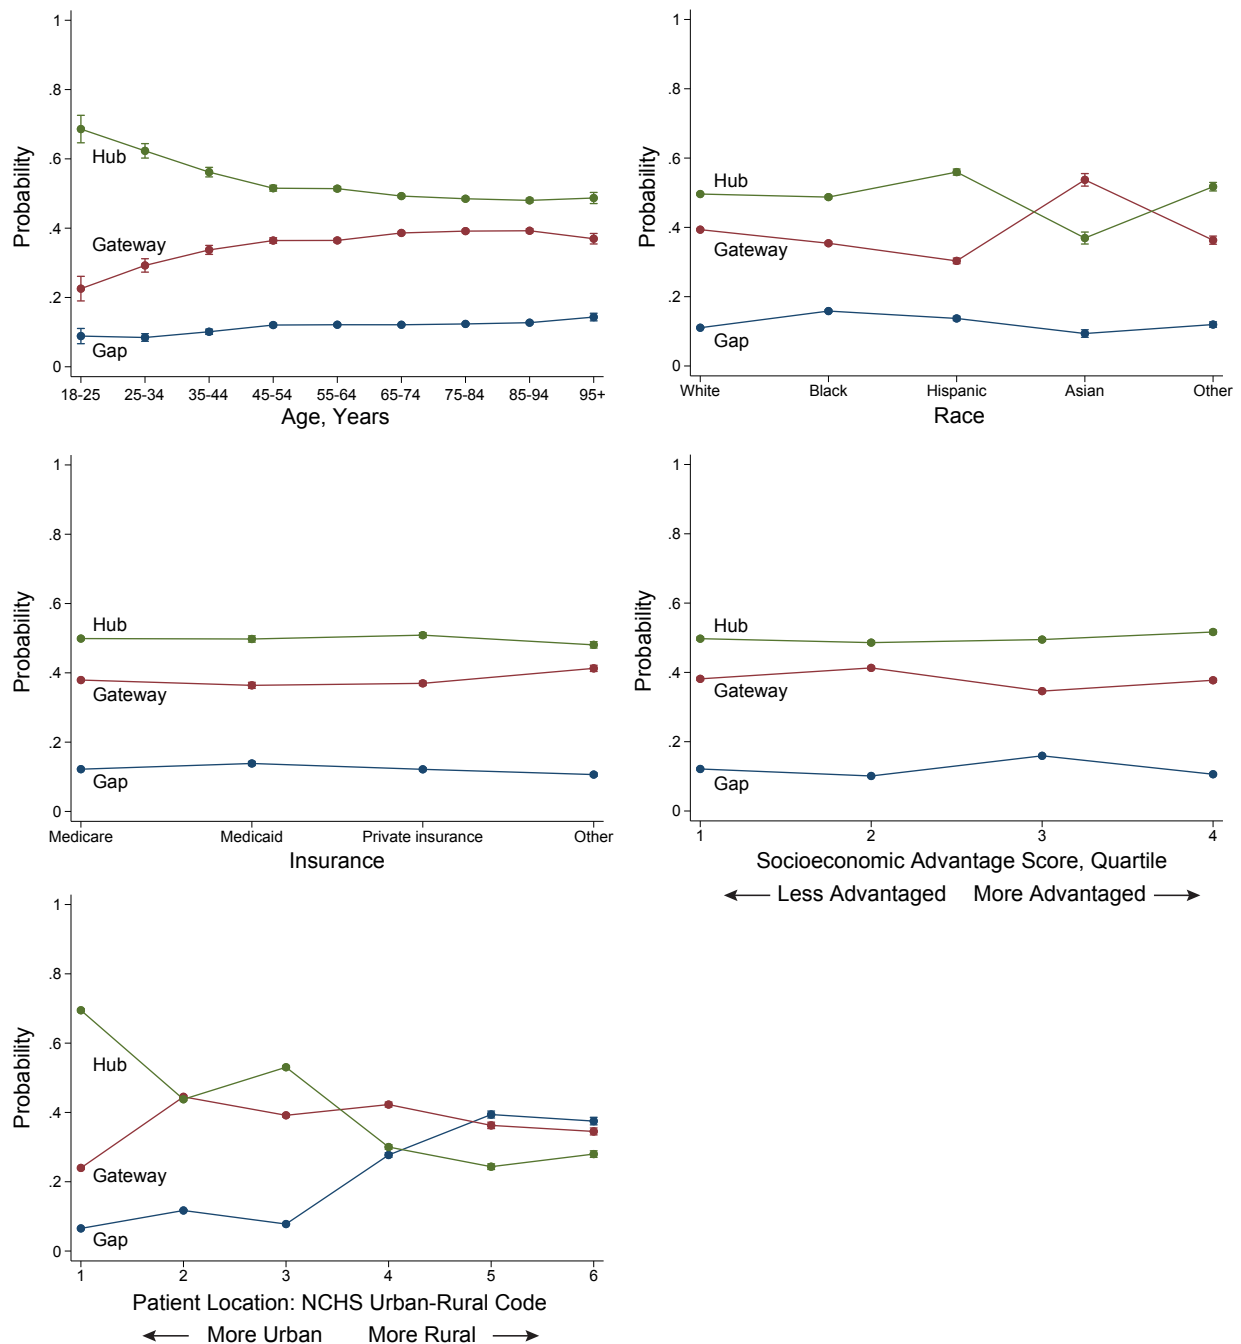 1
.8
.6
.4
.2
0
Probability
Hub
Gateway
Gap
18-25 25-34 35-44 45-54 55-64 65-74 75-84 85-94 95+
Age, Years
1
.8
.6
.4
.2
0
Probability
Hub
Gateway
Gap
White Black Hispanic Asian Other
Race
1
.8
.6
.4
.2
0
Probability
Hub
Gateway
Gap
Medicare Medicaid Private insurance Other
Insurance
1
.8
.6
.4
.2
0
Probability
Hub
Gateway
Gap
1 2 3 4
Socioeconomic Advantage Score, Quartile
Less Advantaged More Advantaged
1
.8
.6
.4
.2
0
Probability
Hub
Gateway
Gap
1 2 3 4 5 6
Patient Location: NCHS Urban-Rural Code
More Urban More Rural